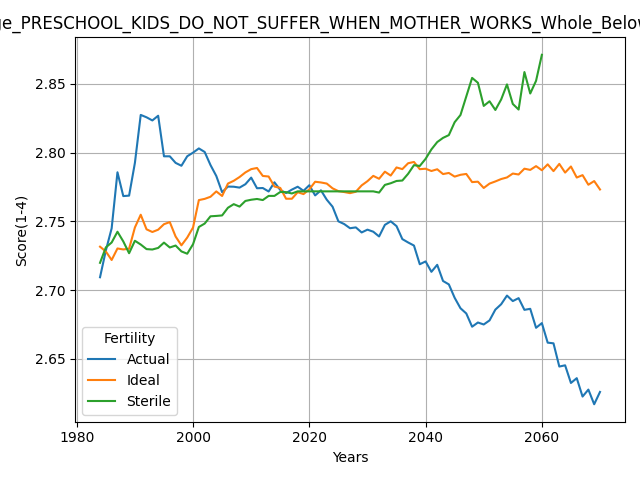 ge_PRESCHOOL_KIDS_DO_NOT_SUFFER_WHEN_MOTHER_WORKS_Whole_Below
Score(1-4)
2.85
2.80
2.75
2.70
2.65
Fertility
Actual
Ideal
Sterile
1980 2000 2020 2040 2060
Years